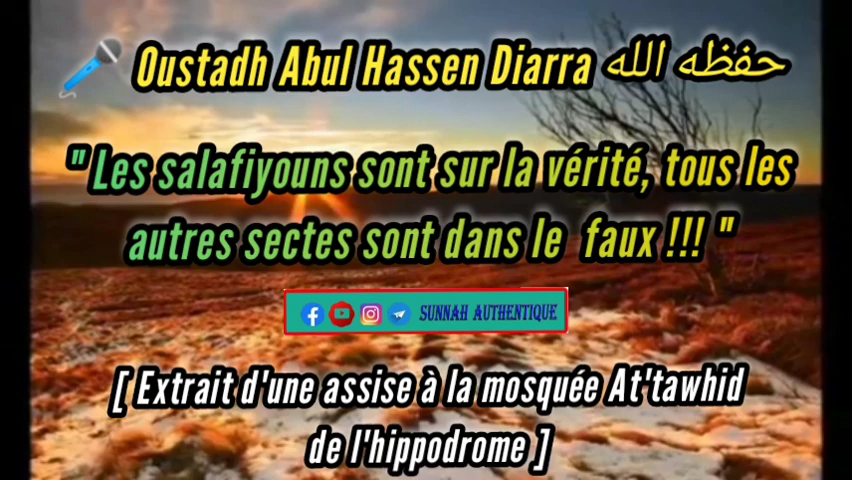 Oustadh Abul Hassen Diarra حفظه الله
" Les salafiyouns sont sur la vérité, tous les
autres sectes sont dans le faux !!! "
SUNNAH AUTHENTIQUE
[ Extrait d'une assise à la mosquée At'tawhid
de l'hippodrome ]